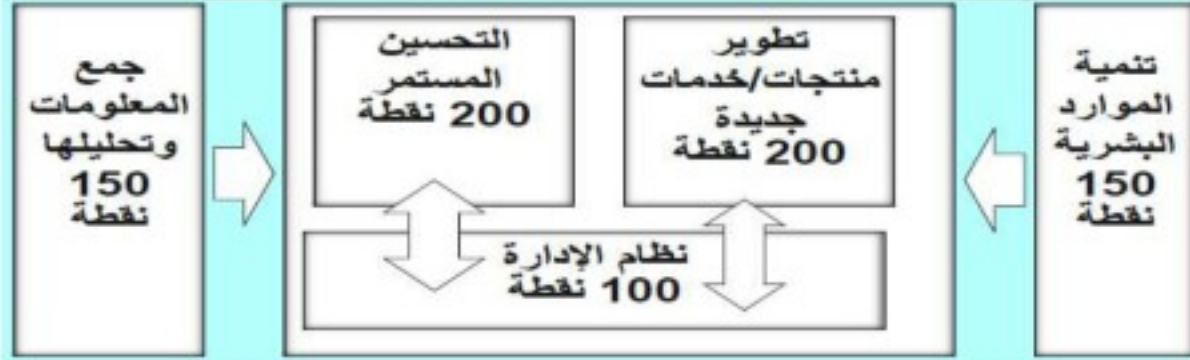 تنمية
الموارد
البشرية
150
نقطة
تطوير
منتجات/خدمات
جديدة
200 نقطة
التحسين
المستمر
200 نقطة
نظام الإدارة
100 نقطة
جمع
المعلومات
وتحليلها
150
نقطة